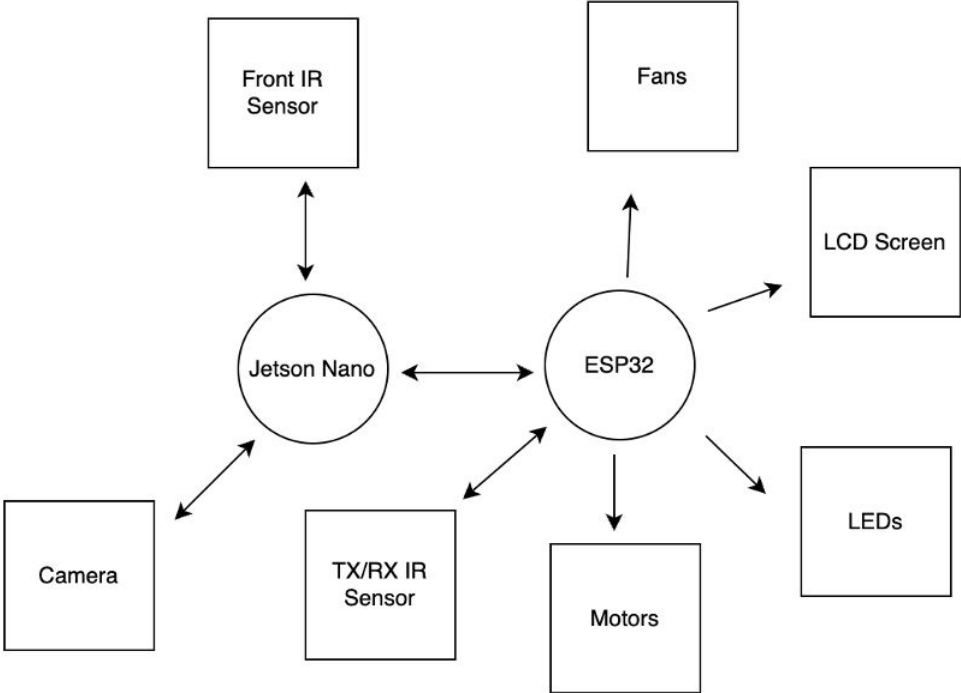 Front IR
Sensor
Fans
LCD Screen
Jetson Nano
ESP32
LEDs
Camera
TX/RX IR
Sensor
Motors